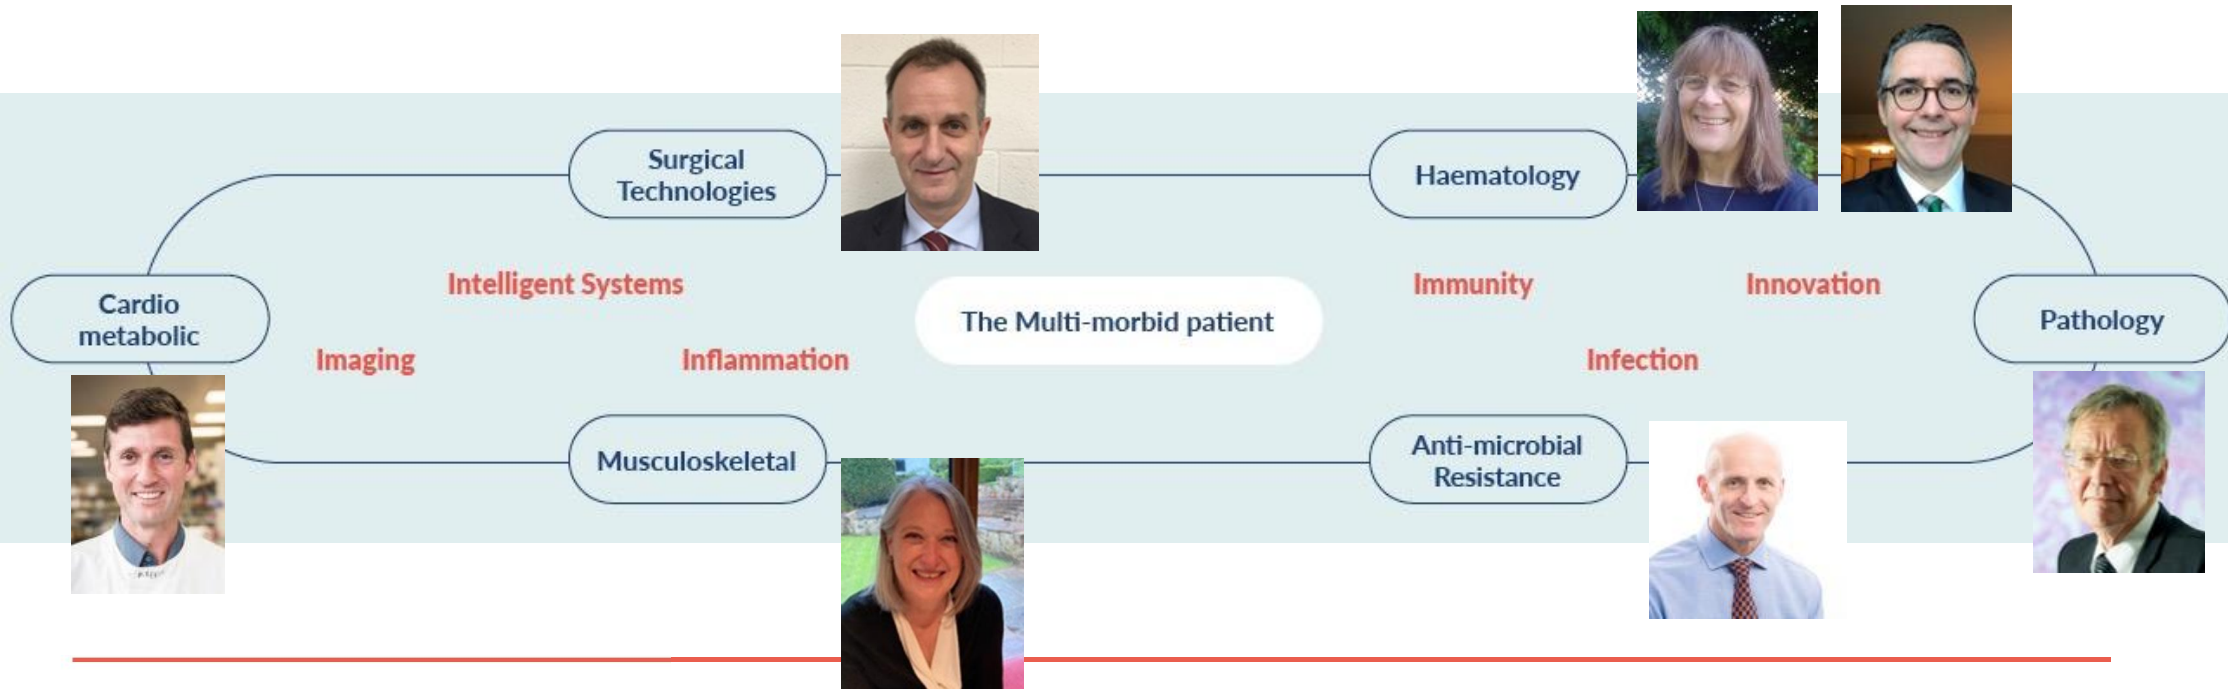 Surgical
Technologies
Haematology
Intelligent Systems
Immunity
Innovation
Cardio
metabolic
The Multi-morbid patient
Pathology
Imaging
Inflammation
Infection
Musculoskeletal
Anti-microbial
Resistance